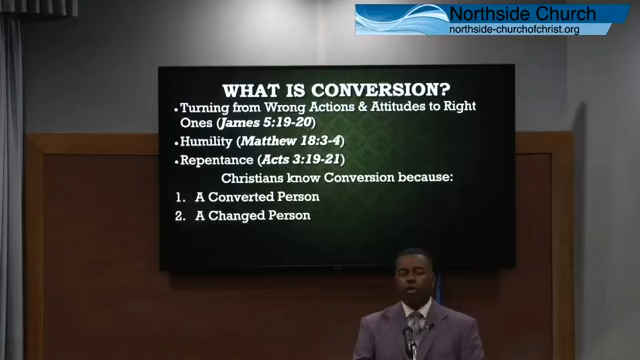 Northside Church
northside-churchofchrist.org
WHAT IS CONVERSION?
• Turning from Wrong Actions & Attitudes to Right
Ones (James 5:19-20)
• Humility (Matthew 18:3-4)
• Repentance (Acts 3:19-21)
Christians know Conversion because:
1. A Converted Person
2. A Changed Person